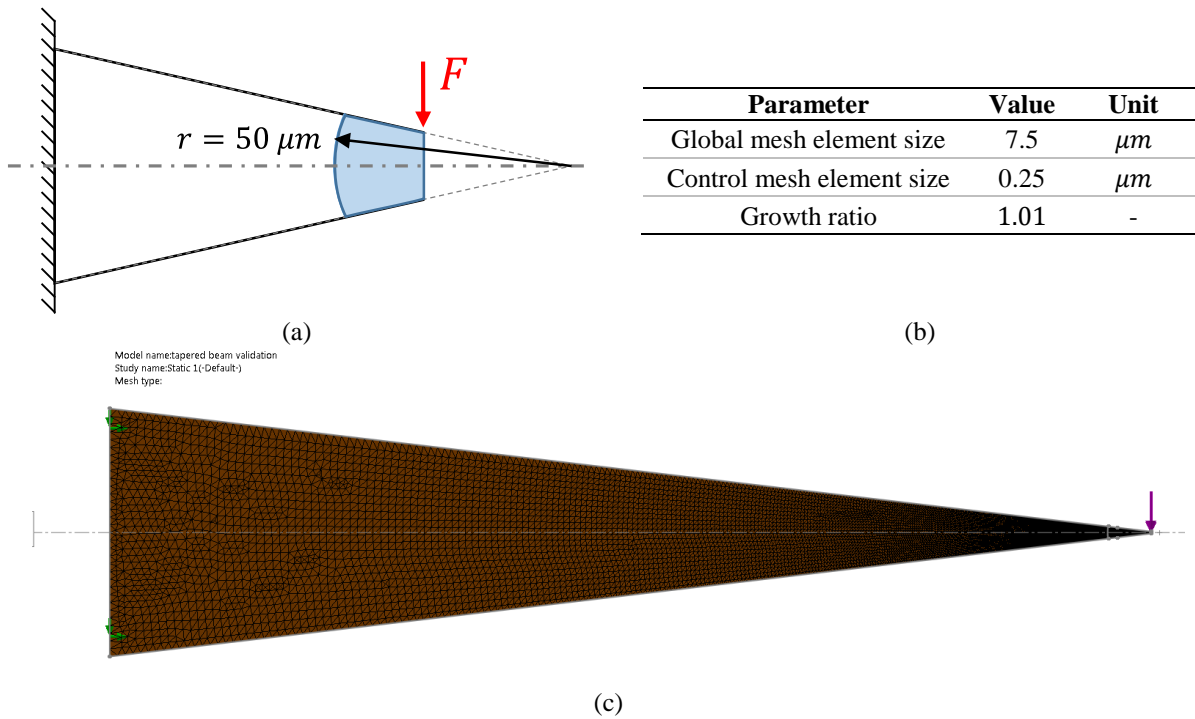 F
r = 50 μm
(a)
Parameter Value Unit
Global mesh element size 7.5 μm
Control mesh element size 0.25 μm
Growth ratio 1.01 -
(b)
Model name:tapered beam validation
Study name:Static 1(-Default-)
Mesh type:
(c)